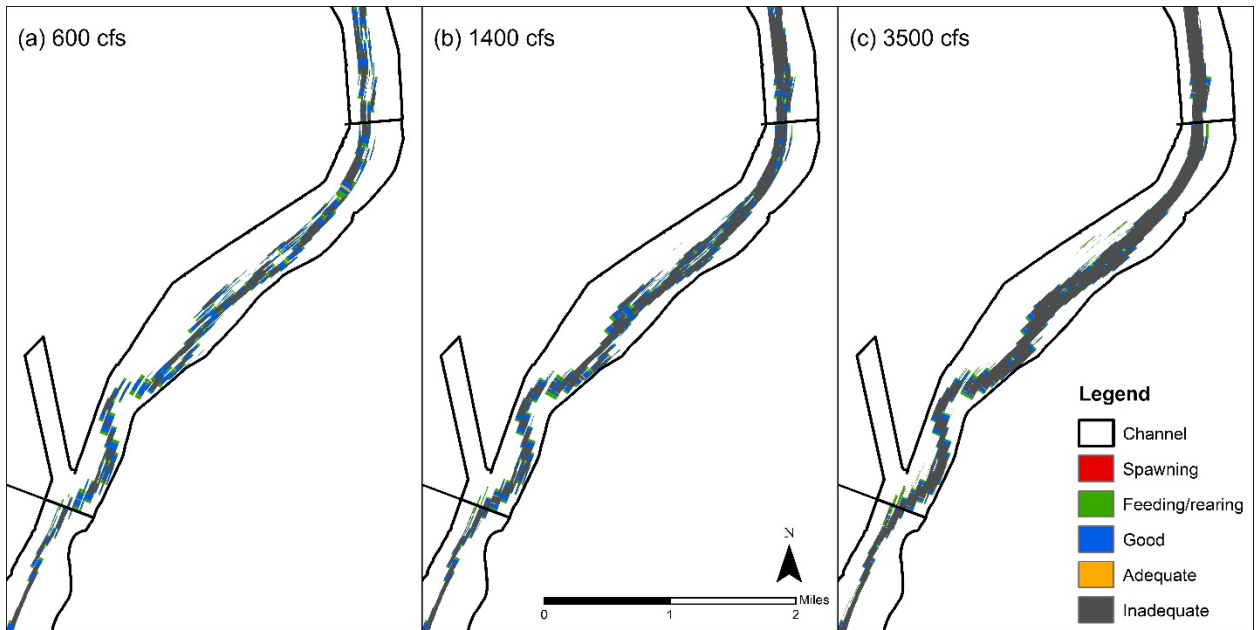 (a) 600 cfs
(b) 1400 cfs
(c) 3500 cfs
Legend
Channel
Spawning
Feeding/rearing
Good
Adequate
Inadequate
N
Miles
0 1 2